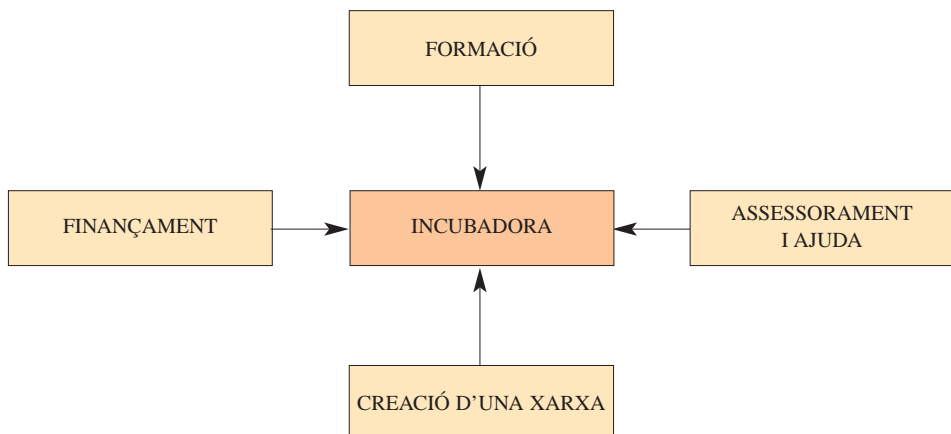 FORMACIÓ
FINANÇAMENT
INCUBADORA
ASSESSORAMENT
I AJUDA
CREACIÓ D’UNA XARXA